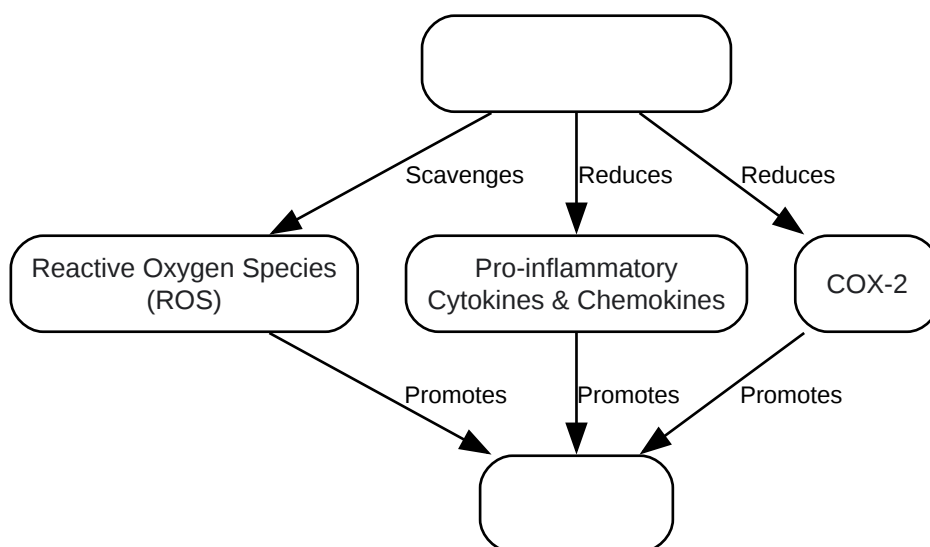 Scavenges
Reduces
Reduces
Reactive Oxygen Species
(ROS)
Pro-inflammatory
Cytokines & Chemokines
COX-2
Promotes
Promotes
Promotes